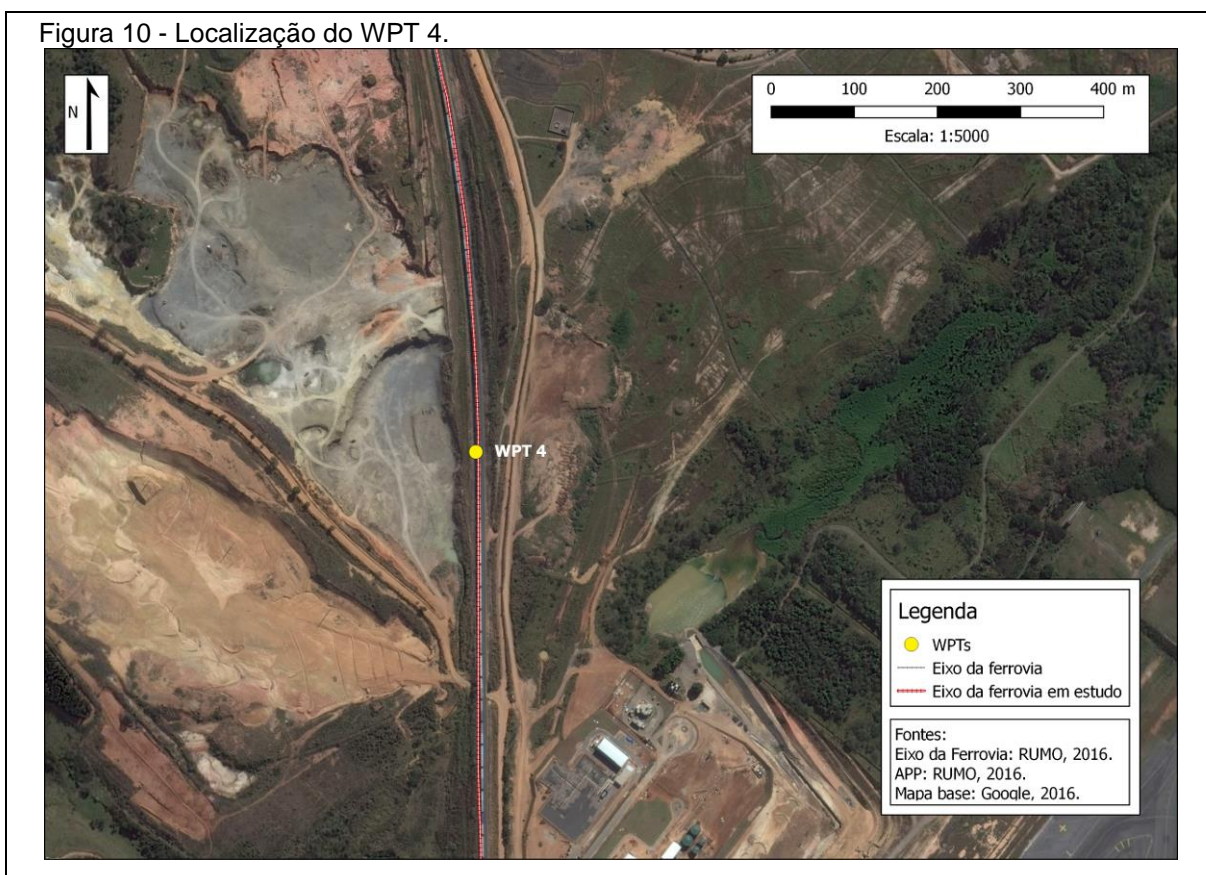 Figura 10 - Localização do WPT 4.
N
0 100 200 300 400 m
Escala: 1:5000
WPT 4
Legenda
WPTs
Eixo da ferrovia
Eixo da ferrovia em estudo
Fontes:
Eixo da Ferrovia: RUMO, 2016.
APP: RUMO, 2016.
Mapa base: Google, 2016.